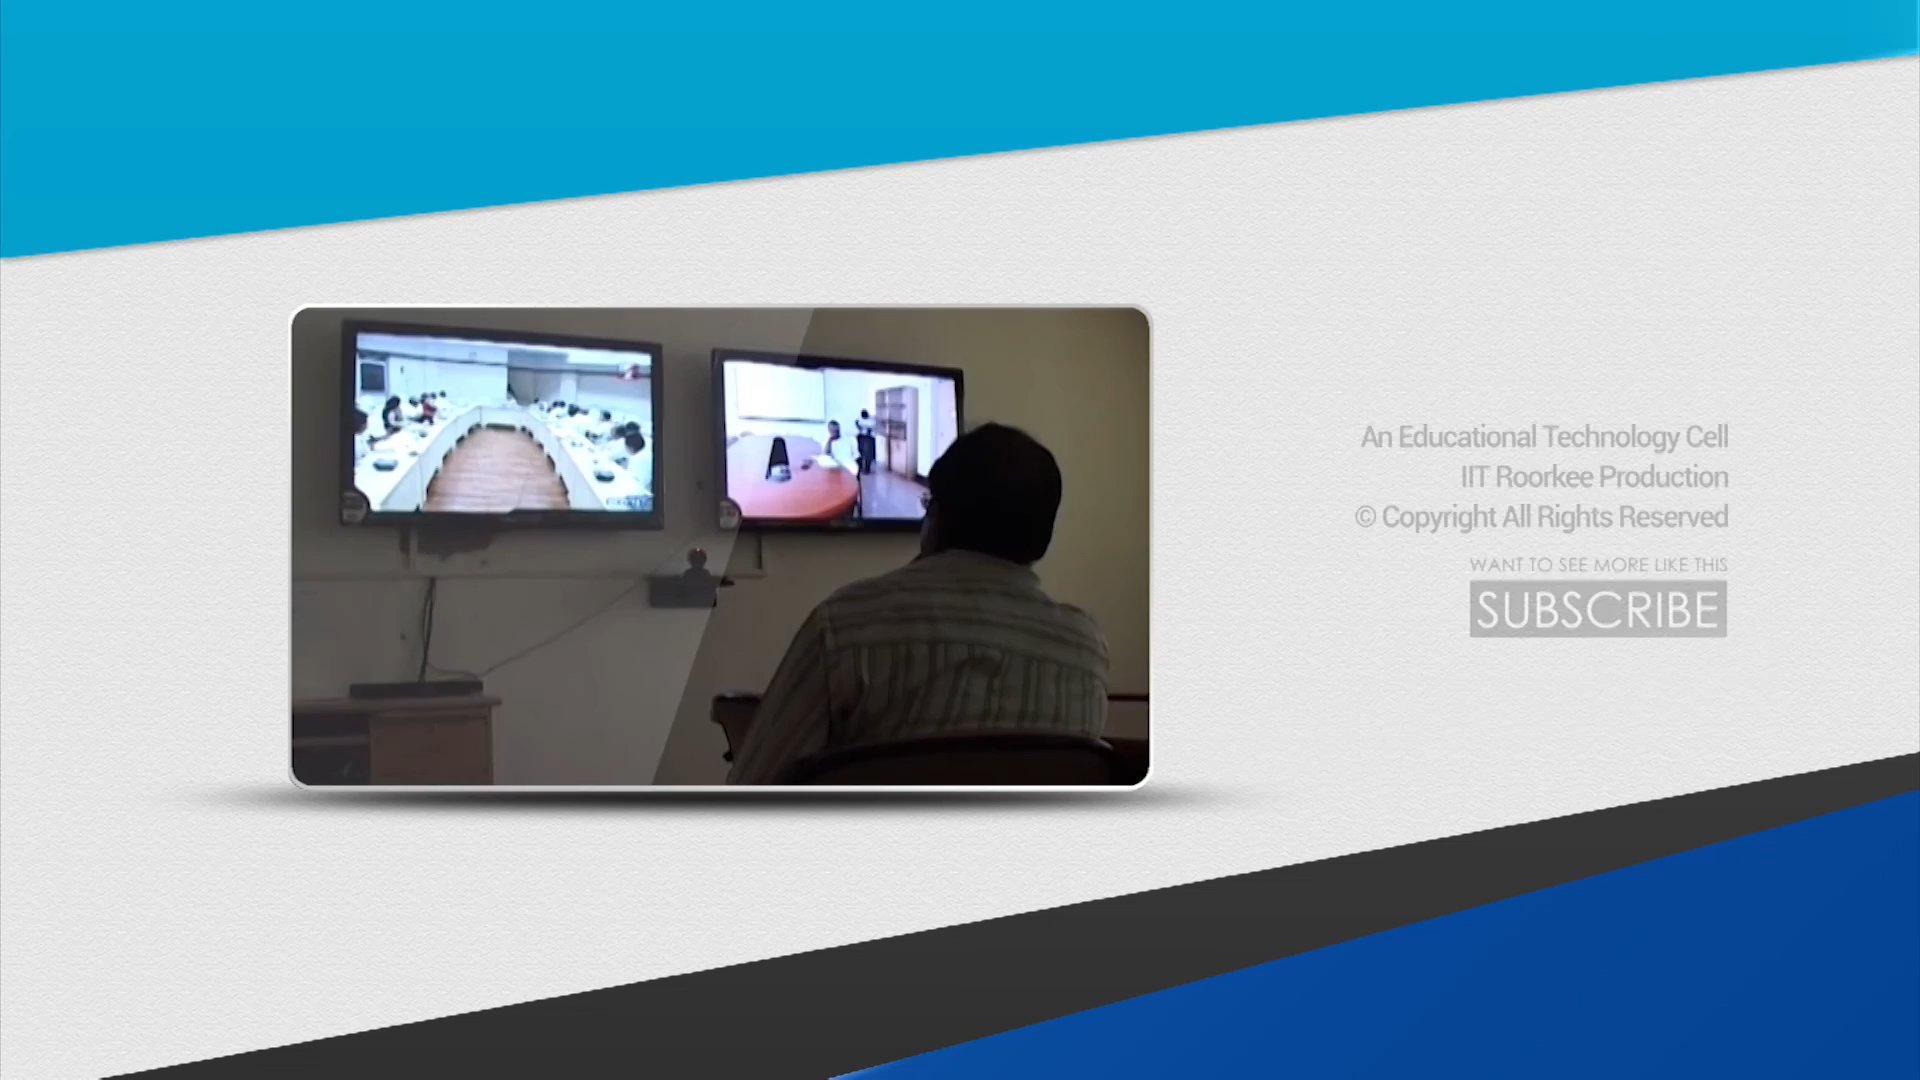 An Educational Technology Cell
IIT Roorkee Production
© Copyright All Rights Reserved
WANT TO SEE MORE LIKE THIS
SUBSCRIBE